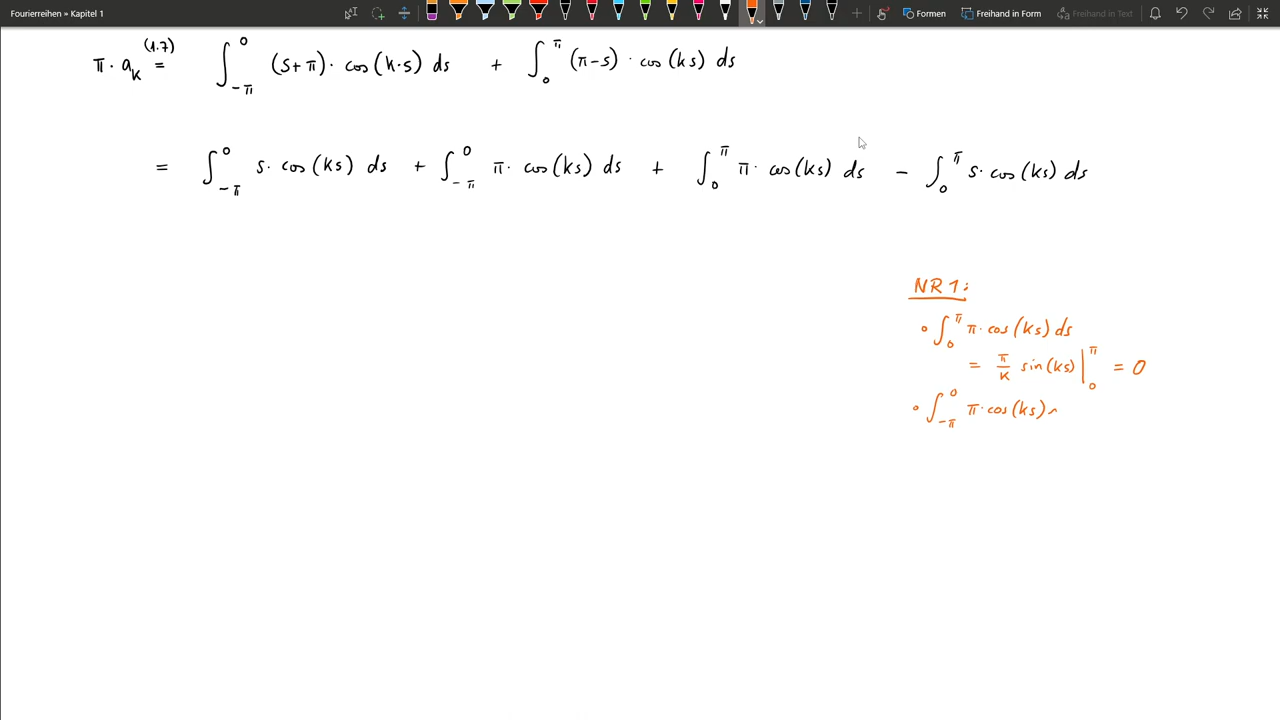 Fourierreihen » Kapitel 1
Formen Freihand in Form Freihand in Text
π · a_k =^(1.7) ∫_{-π}^{0} (s+π) · cos(k·s) ds + ∫_{0}^{π} (π-s) · cos(ks) ds
= ∫_{-π}^{0} s · cos(ks) ds + ∫_{-π}^{0} π · cos(ks) ds + ∫_{0}^{π} π · cos(ks) ds - ∫_{0}^{π} s · cos(ks) ds
NR 1:
∘ ∫_{0}^{π} π · cos(ks) ds
= π/k sin(ks) |_{0}^{π} = 0
∘ ∫_{-π}^{0} π · cos(ks)